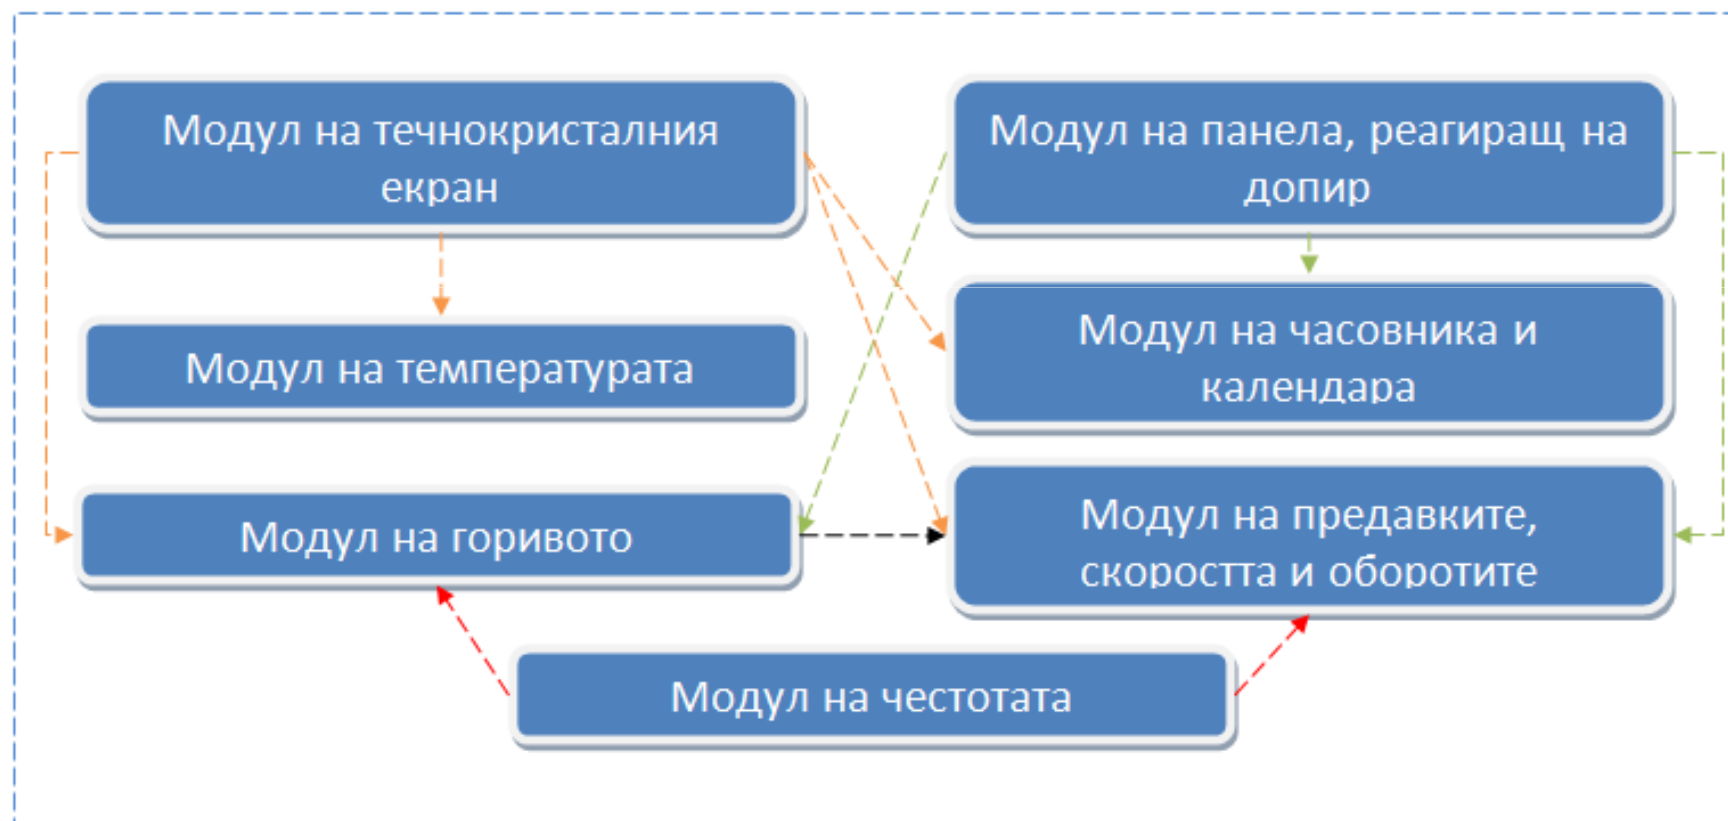 Модул на течнокристалния
екран
Модул на панела, реагиращ на
допир
Модул на температурата
Модул на часовника и
календара
Модул на горивото
Модул на предавките,
скоростта и оборотите
Модул на честотата